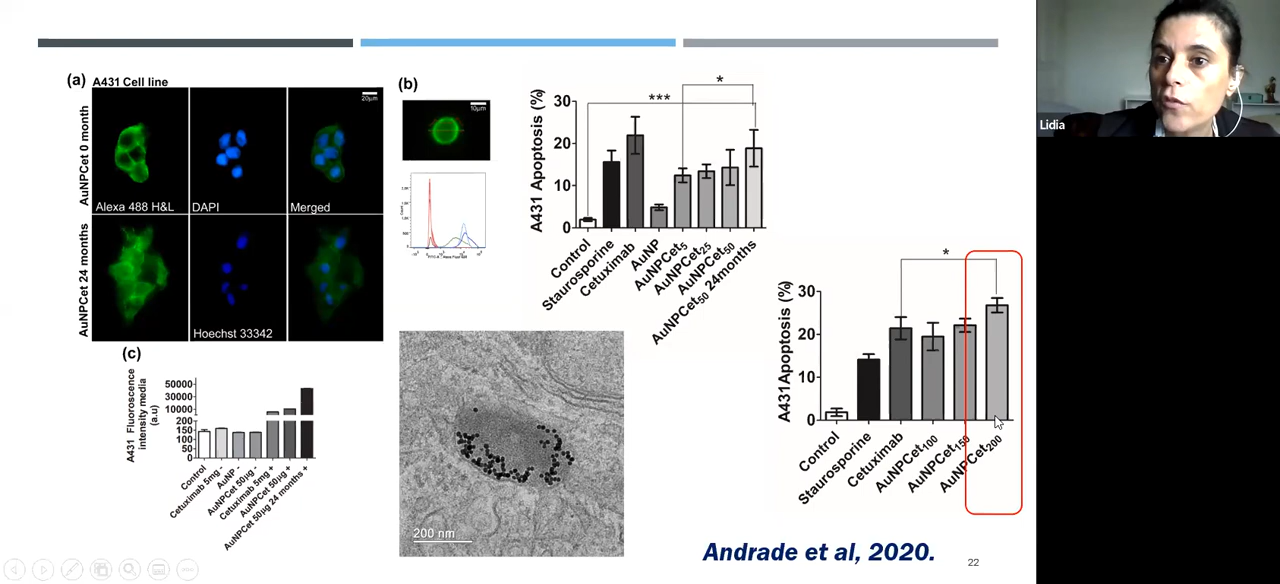 (a) A431 Cell line
20µm
AuNPCet 0 month
Alexa 488 H&L
DAPI
Merged
AuNPCet 24 months
Hoechst 33342
(b)
10µm
(c)
A431 Fluorescence
intensity media
(a.u)
50000
30000
10000
200
150
100
50
0
Control
Cetuximab 5mg -
AuNP -
AuNPCet 50µg -
Cetuximab 5mg +
AuNPCet 50µg +
AuNPCet 50µg 24 months +
A431 Apoptosis (%)
30
20
10
0
***
*
Control
Staurosporine
Cetuximab
AuNP
AuNPCet5
AuNPCet25
AuNPCet50
AuNPCet50 24months
200 nm
A431Apoptosis (%)
30
20
10
0
*
Control
Staurosporine
Cetuximab
AuNPCet100
AuNPCet150
AuNPCet200
Andrade et al, 2020.
22
Lidia